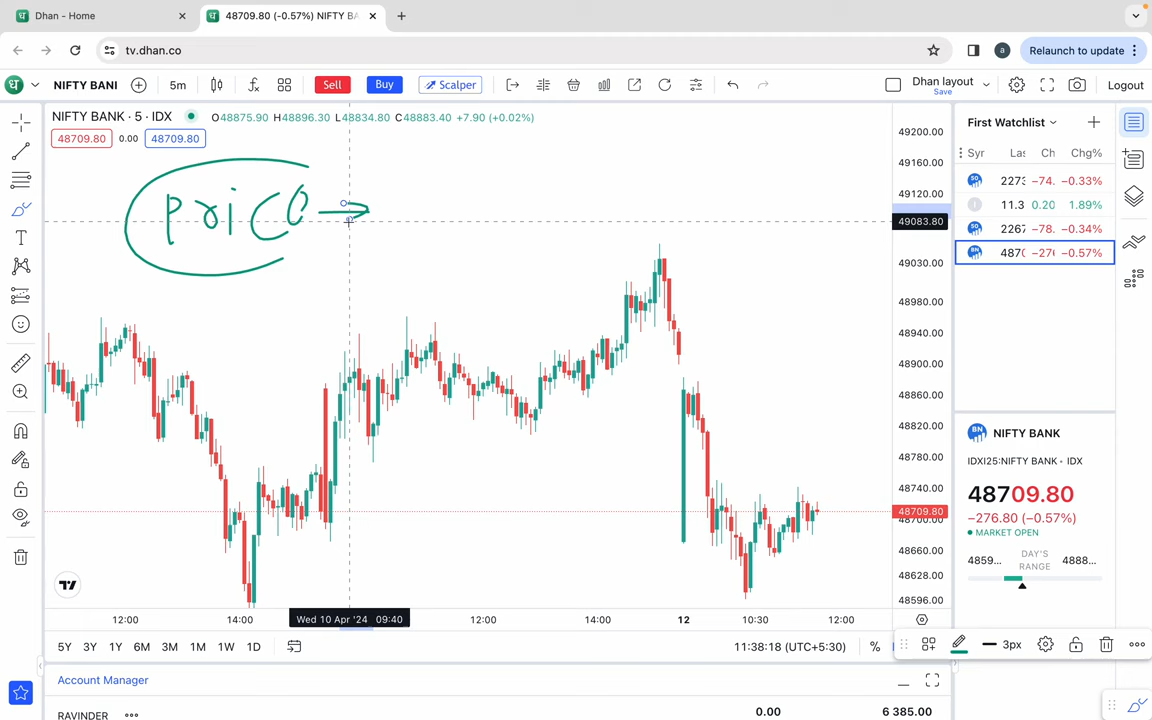 Dhan - Home
48709.80 (-0.57%) NIFTY BA
tv.dhan.co
Relaunch to update
NIFTY BANI
5m
Sell
Buy
Scalper
Dhan layout
Save
Logout
NIFTY BANK · 5 · IDX
O48875.90 H48896.30 L48834.80 C48883.40 +7.90 (+0.02%)
48709.80 0.00 48709.80
Price →
49200.00
49160.00
49120.00
49083.80
49030.00
48980.00
48940.00
48900.00
48860.00
48820.00
48780.00
48740.00
48709.80
48700.00
48660.00
48628.00
48596.00
12:00 14:00 Wed 10 Apr '24 09:40 12:00 14:00 12 10:30 12:00
5Y 3Y 1Y 6M 3M 1M 1W 1D
11:38:18 (UTC+5:30) %
3px
Account Manager
RAVINDER
0.00 6 385.00
First Watchlist
Syr Las Ch Chg%
2273 −74. −0.33%
11.3 0.20 1.89%
2267 −78. −0.34%
4870 −276 −0.57%
NIFTY BANK
IDXI25:NIFTY BANK • IDX
48709.80
−276.80 (−0.57%)
MARKET OPEN
4859... DAY'S RANGE 4888...